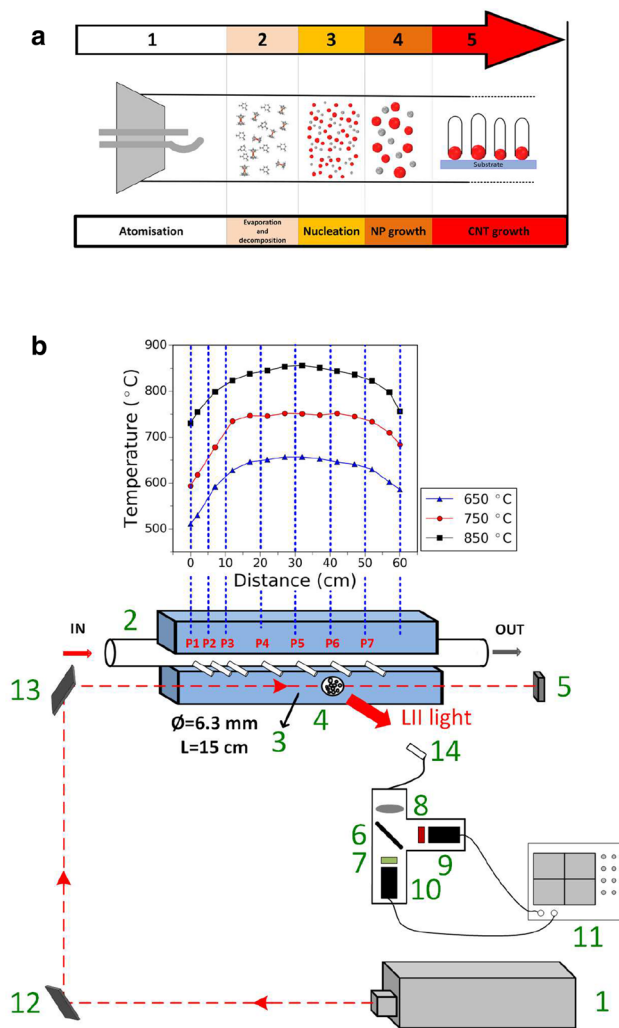 a
1 2 3 4 5
Substrate
Atomisation
Evaporation
and
decomposition
Nucleation
NP growth
CNT growth
b
900
800
700
600
500
Temperature (°C)
0 10 20 30 40 50 60
Distance (cm)
650 °C
750 °C
850 °C
2
IN
P1 P2 P3 P4 P5 P6 P7
OUT
13
5
Ø=6.3 mm
L=15 cm
3
4
LII light
14
8
6
7
9
10
11
12
1